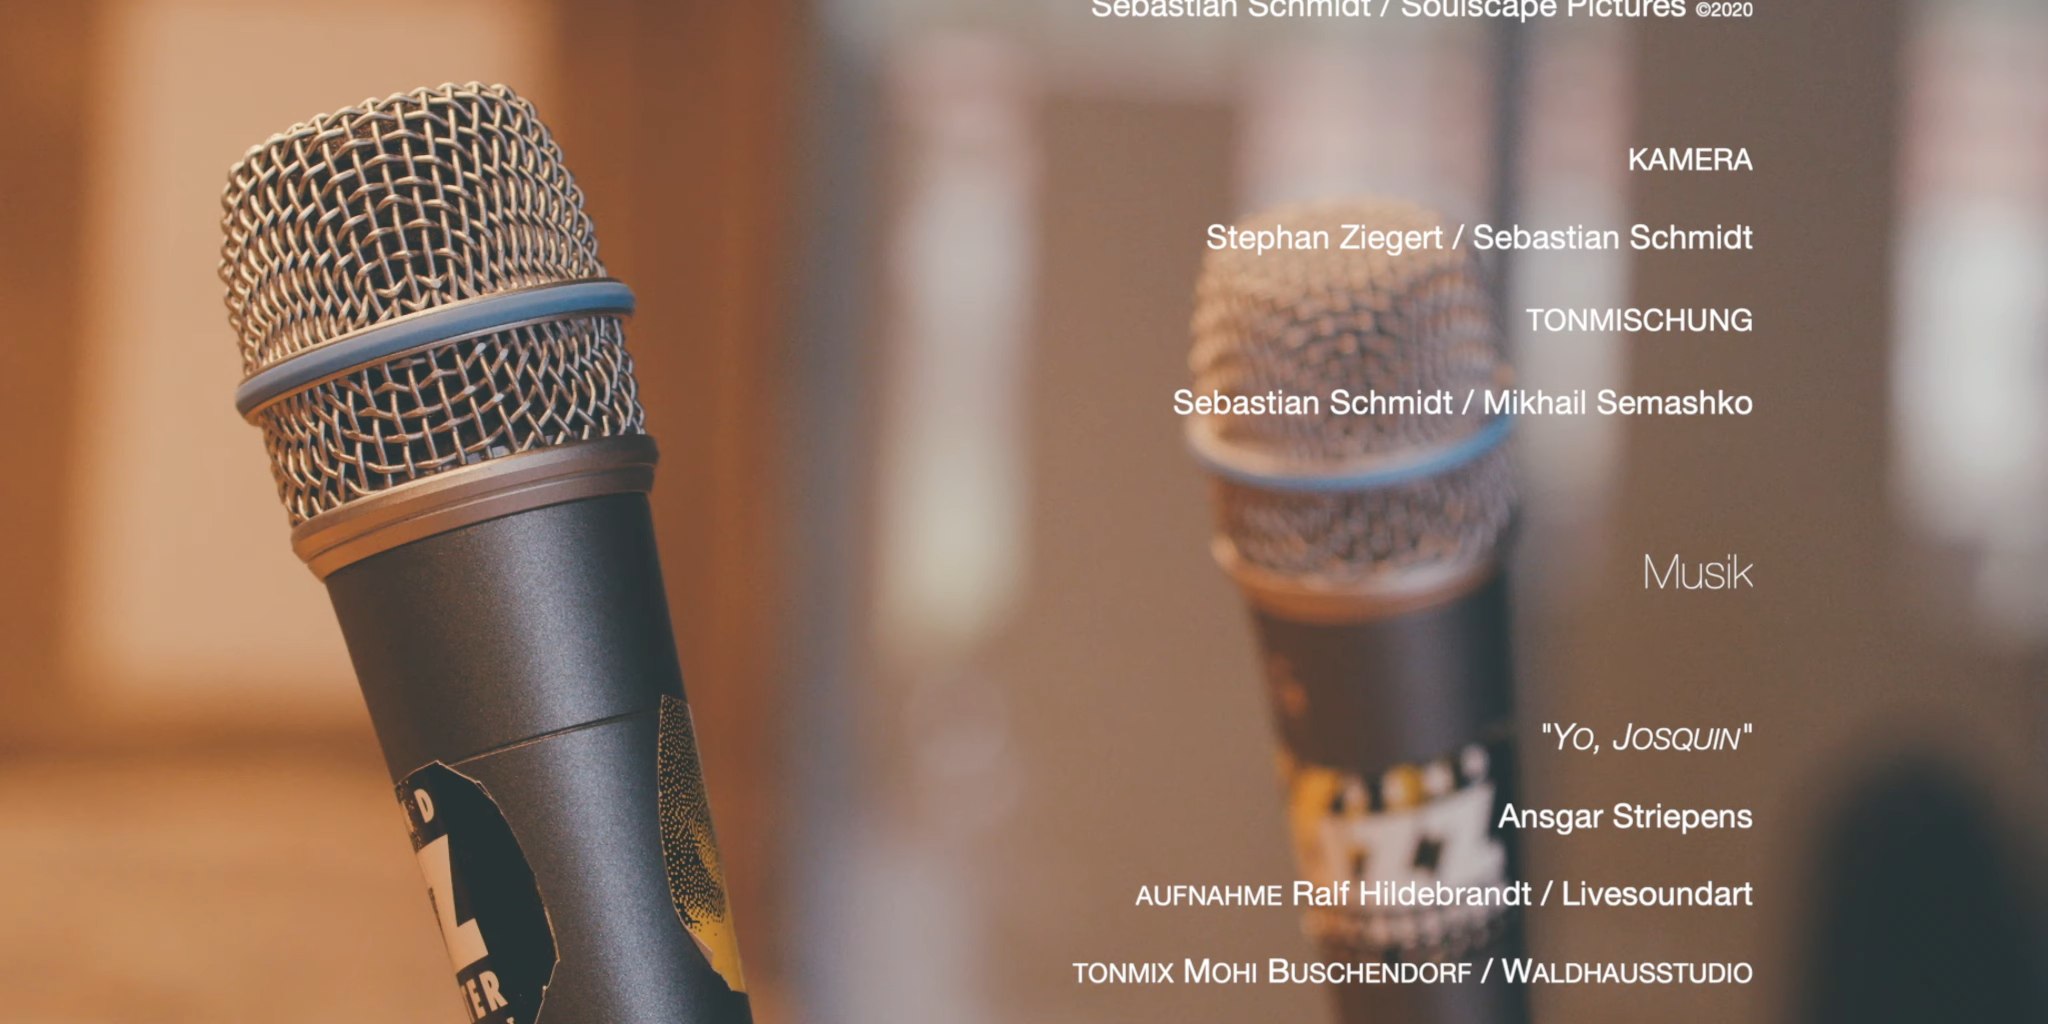 Sebastian Schmidt / Soulscape Pictures ©2020
KAMERA
Stephan Ziegert / Sebastian Schmidt
TONMISCHUNG
Sebastian Schmidt / Mikhail Semashko
Musik
"YO, JOSQUIN"
Ansgar Striepens
AUFNAHME Ralf Hildebrandt / Livesoundart
TONMIX MOHI BUSCHENDORF / WALDHAUSSTUDIO